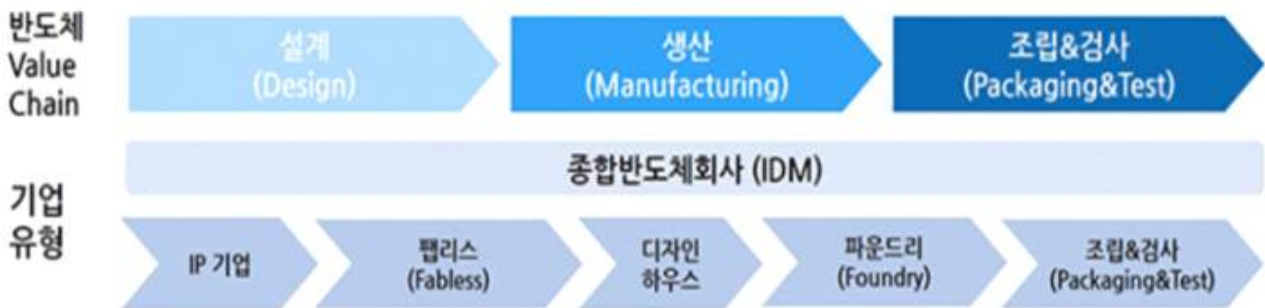 반도체
Value
Chain
설계
(Design)
생산
(Manufacturing)
조립&검사
(Packaging&Test)
기업
유형
종합반도체회사 (IDM)
IP 기업
팹리스
(Fabless)
디자인
하우스
파운드리
(Foundry)
조립&검사
(Packaging&Test)